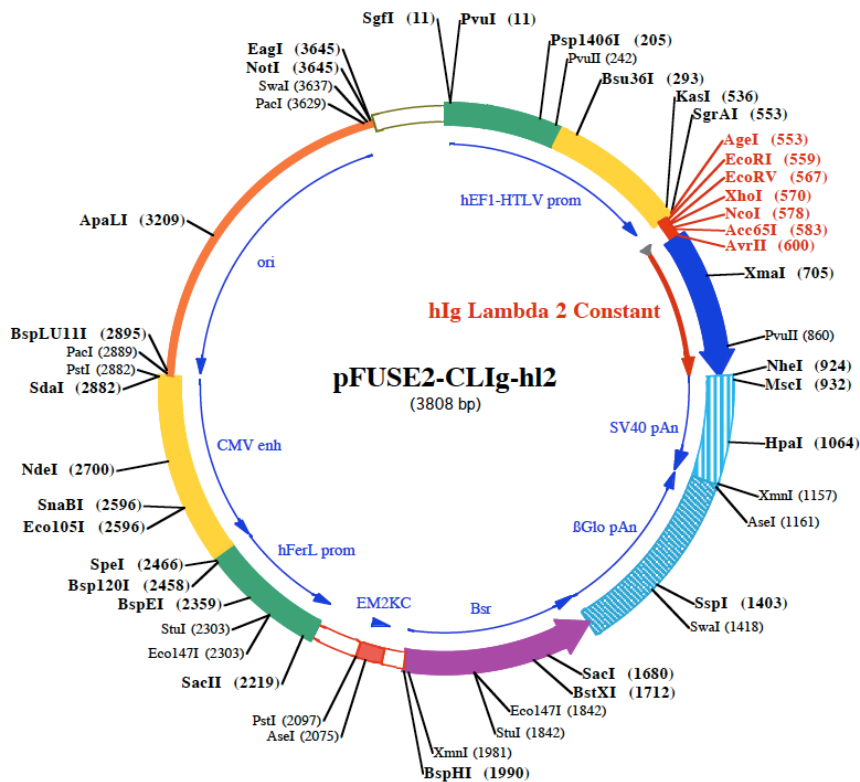 SgfI (11)
PvuI (11)
Psp1406I (205)
PvuII (242)
Bsu36I (293)
KasI (536)
SgrAI (553)
AgeI (553)
EcoRI (559)
EcoRV (567)
XhoI (570)
NcoI (578)
Acc65I (583)
AvrII (600)
XmaI (705)
PvuII (860)
NheI (924)
MscI (932)
HpaI (1064)
XmnI (1157)
AseI (1161)
SspI (1403)
SwaI (1418)
SacI (1680)
BstXI (1712)
Eco147I (1842)
StuI (1842)
XmnI (1981)
BspHI (1990)
AseI (2075)
PstI (2097)
SacII (2219)
Eco147I (2303)
StuI (2303)
BspEI (2359)
Bsp120I (2458)
SpeI (2466)
Eco105I (2596)
SnaBI (2596)
NdeI (2700)
SdaI (2882)
PstI (2882)
PacI (2889)
BspLU11I (2895)
ApaLI (3209)
PacI (3629)
SwaI (3637)
NotI (3645)
EagI (3645)
hEF1-HTLV prom
hIg Lambda 2 Constant
SV40 pAn
ßGlo pAn
Bsr
EM2KC
hFerL prom
CMV enh
ori
pFUSE2-CLIg-hl2
(3808 bp)